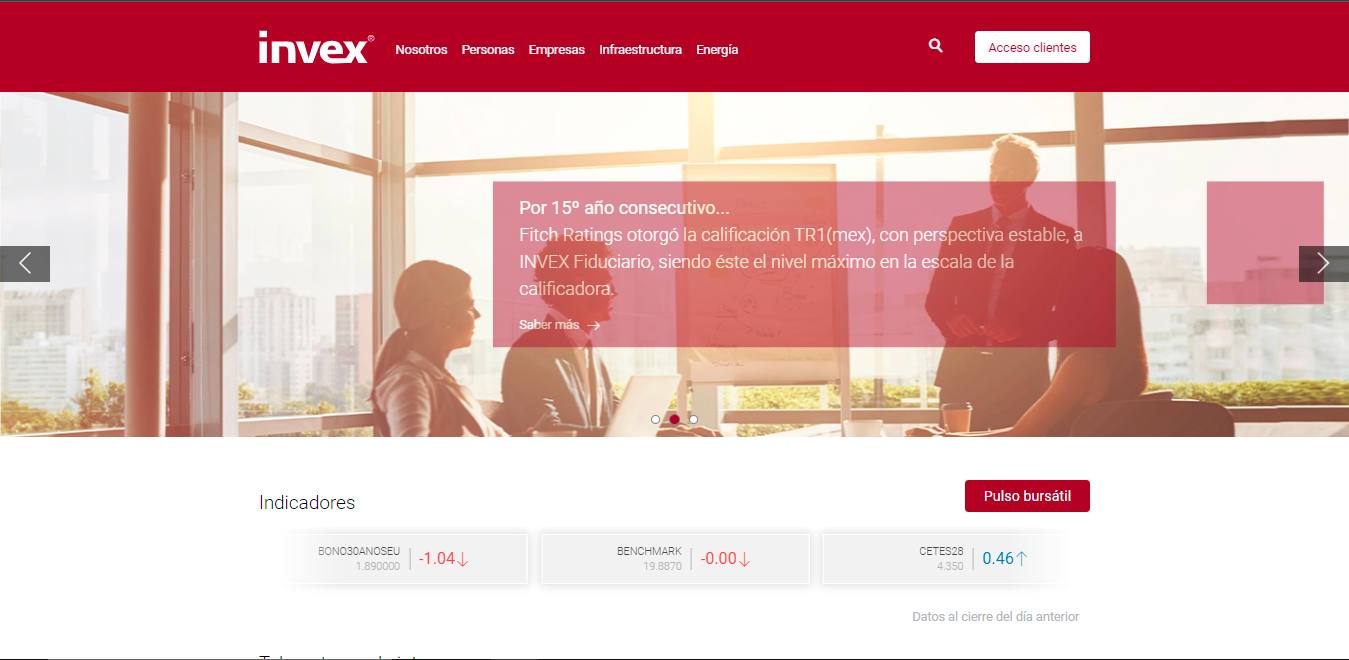 invex®
Nosotros Personas Empresas Infraestructura Energía
Acceso clientes
Por 15º año consecutivo...
Fitch Ratings otorgó la calificación TR1(mex), con perspectiva estable, a
INVEX Fiduciario, siendo éste el nivel máximo en la escala de la
calificadora.
Saber más →
Indicadores
Pulso bursátil
BONO30ANOSEU
1.890000
-1.04↓
BENCHMARK
19.8870
-0.00↓
CETES28
4.350
0.46↑
Datos al cierre del día anterior